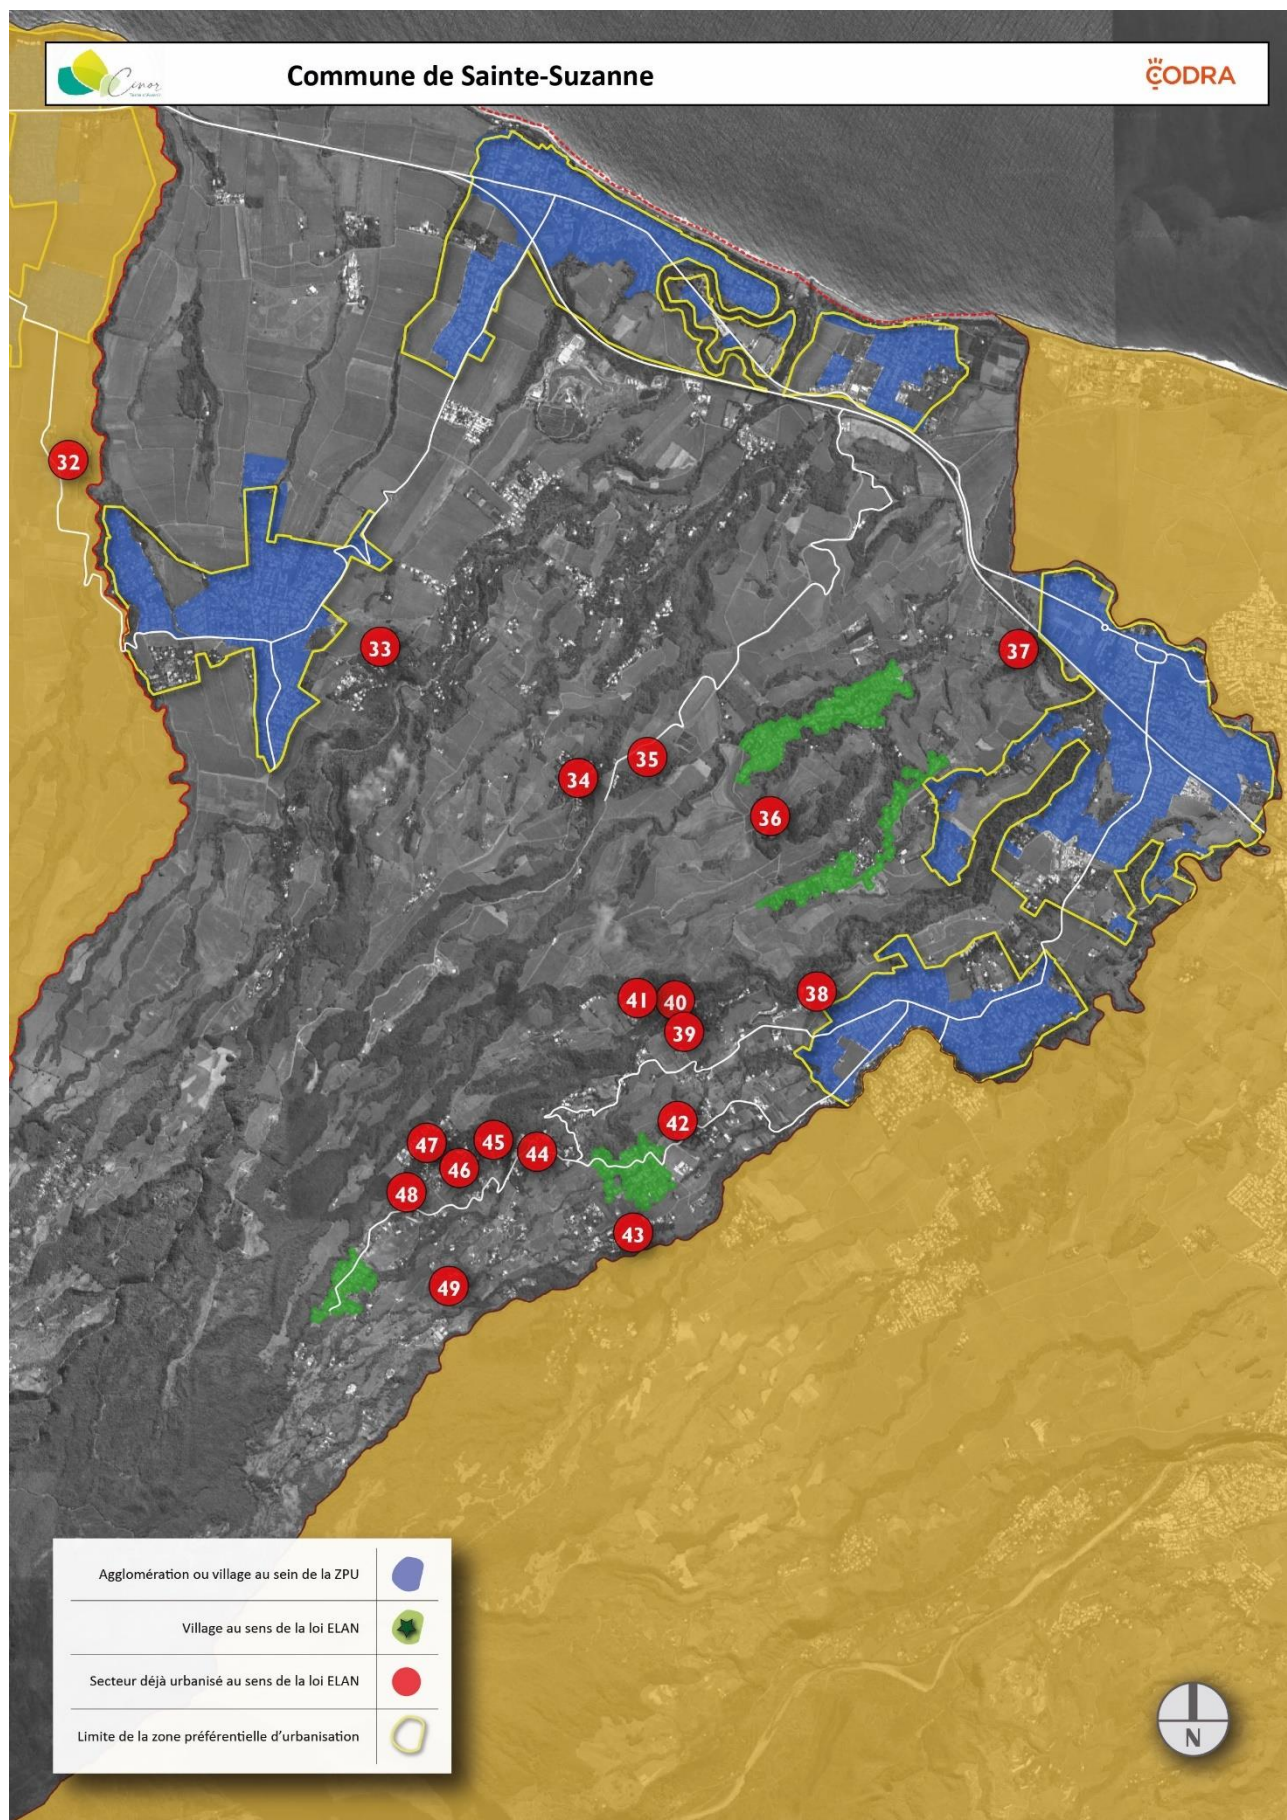 Cinor
Commune de Sainte-Suzanne
CODRA
32
33
34
35
36
37
38
41
40
39
42
47
45
44
46
48
43
49
Agglomération ou village au sein de la ZPU
Village au sens de la loi ELAN
Secteur déjà urbanisé au sens de la loi ELAN
Limite de la zone préférentielle d’urbanisation
N